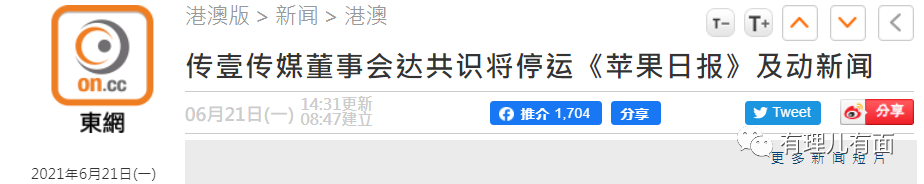 on.cc
東網
2021年6月21日(一)
港澳版 > 新闻 > 港澳
T- T+
传壹传媒董事会达共识将停运《苹果日报》及动新闻
06月21日(一) 14:31更新
08:47建立
推介 1,704 分享 Tweet 分享
有理儿有面
更多新闻短片